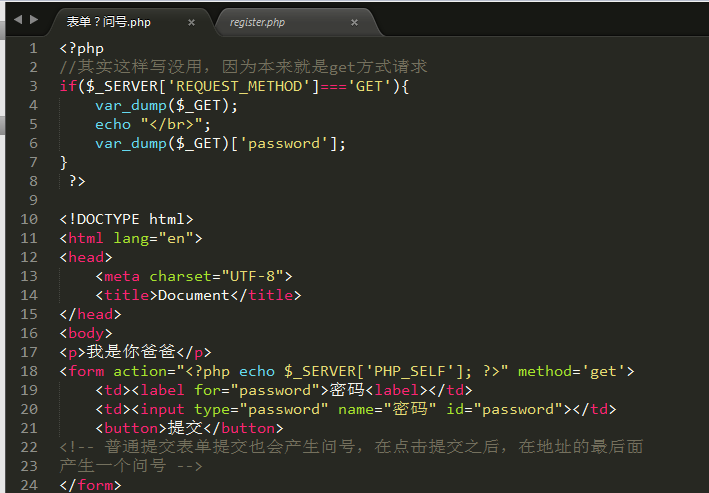 表单？问号.php × register.php ×
1 <?php
2 //其实这样写没用，因为本来就是get方式请求
3 if($_SERVER['REQUEST_METHOD']==='GET'){
4 var_dump($_GET);
5 echo "</br>";
6 var_dump($_GET)['password'];
7 }
8 ?>
9
10 <!DOCTYPE html>
11 <html lang="en">
12 <head>
13 <meta charset="UTF-8">
14 <title>Document</title>
15 </head>
16 <body>
17 <p>我是你爸爸</p>
18 <form action="<?php echo $_SERVER['PHP_SELF']; ?>" method='get'>
19 <td><label for="password">密码<label></td>
20 <td><input type="password" name="密码" id="password"></td>
21 <button>提交</button>
22 <!-- 普通提交表单提交也会产生问号，在点击提交之后，在地址的最后面
23 产生一个问号 -->
24 </form>